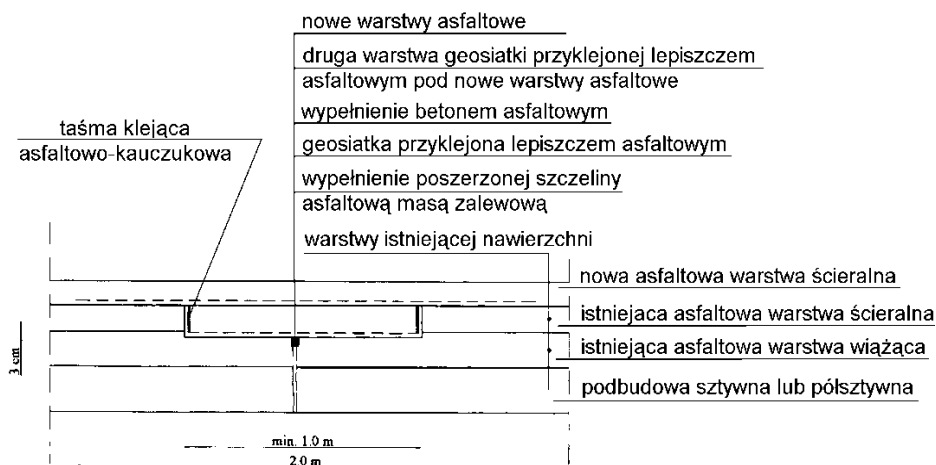 nowe warstwy asfaltowe
druga warstwa geosiatki przyklejonej lepiszczem
asfaltowym pod nowe warstwy asfaltowe
wypełnienie betonem asfaltowym
taśma klejąca
asfaltowo-kauczukowa
geosiatka przyklejona lepiszczem asfaltowym
wypełnienie poszerzonej szczeliny
asfaltową masą zalewową
warstwy istniejącej nawierzchni
nowa asfaltowa warstwa ścieralna
istniejaca asfaltowa warstwa ścieralna
istniejąca asfaltowa warstwa wiążąca
podbudowa sztywna lub półsztywna
3 cm
min. 1.0 m
2.0 m